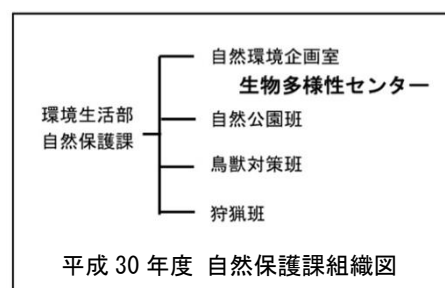 自然環境企画室
生物多様性センター
環境生活部
自然保護課
自然公園班
鳥獣対策班
狩猟班
平成 30 年度 自然保護課組織図